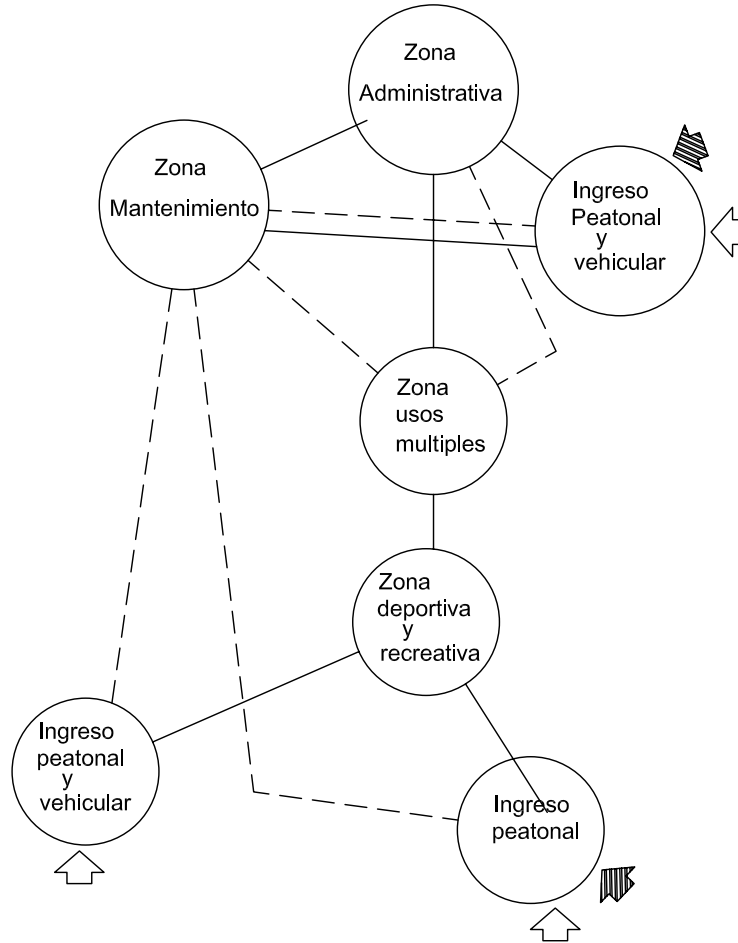 Zona
Administrativa
Zona
Mantenimiento
Ingreso
Peatonal
y
vehicular
Zona
usos
multiples
Zona
deportiva
y
recreativa
Ingreso
peatonal
y
vehicular
Ingreso
peatonal